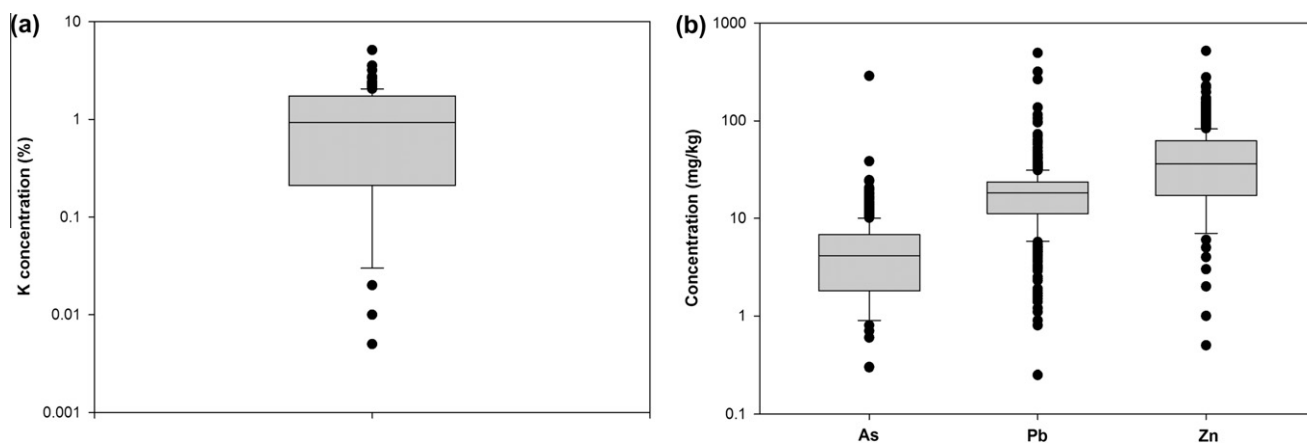 (a)
10
1
0.1
0.01
0.001
K concentration (%)
(b)
1000
100
10
1
0.1
Concentration (mg/kg)
As Pb Zn